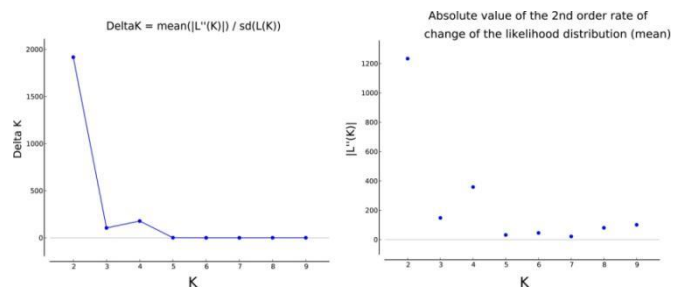 DeltaK = mean(|L''(K)|) / sd(L(K))
2000
1500
1000
500
0
Delta K
2 3 4 5 6 7 8 9
K
Absolute value of the 2nd order rate of
change of the likelihood distribution (mean)
1200
1000
800
600
400
200
0
|L''(K)|
2 3 4 5 6 7 8 9
K